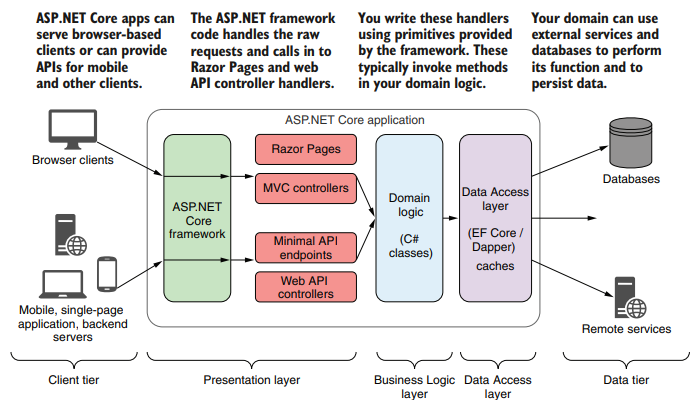 ASP.NET Core apps can
serve browser-based
clients or can provide
APIs for mobile
and other clients.
The ASP.NET framework
code handles the raw
requests and calls in to
Razor Pages and web
API controller handlers.
You write these handlers
using primitives provided
by the framework. These
typically invoke methods
in your domain logic.
Your domain can use
external services and
databases to perform
its function and to
persist data.
ASP.NET Core application
Browser clients
Mobile, single-page
application, backend
servers
ASP.NET
Core
framework
Razor Pages
MVC controllers
Minimal API
endpoints
Web API
controllers
Domain
logic
(C#
classes)
Data Access
layer
(EF Core /
Dapper)
caches
Databases
Remote services
Client tier
Presentation layer
Business Logic
layer
Data Access
layer
Data tier